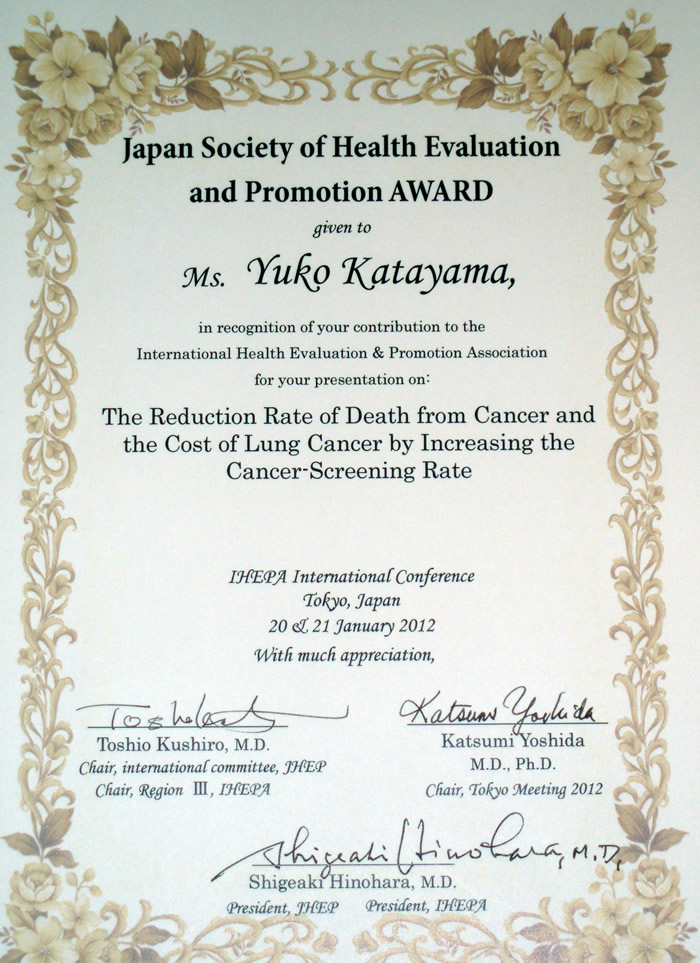 Japan Society of Health Evaluation
and Promotion AWARD
given to
Ms. Yuko Katayama,
in recognition of your contribution to the
International Health Evaluation & Promotion Association
for your presentation on:
The Reduction Rate of Death from Cancer and
the Cost of Lung Cancer by Increasing the
Cancer-Screening Rate
IHEPA International Conference
Tokyo, Japan
20 & 21 January 2012
With much appreciation,
Toshio Kushiro, M.D.
Chair, international committee, JHEP
Chair, Region III, IHEPA
Katsumi Yoshida
Katsumi Yoshida
M.D., Ph.D.
Chair, Tokyo Meeting 2012
Shigeaki Hinohara, M.D.
Shigeaki Hinohara, M.D.
President, JHEP President, IHEPA